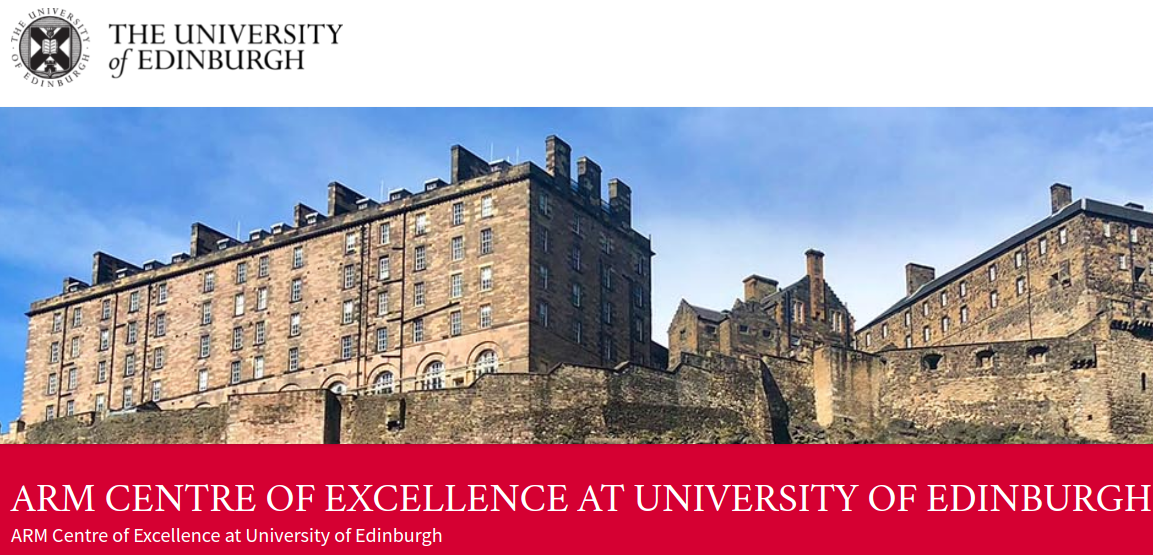 THE UNIVERSITY
of EDINBURGH
THE UNIVERSITY
OF EDINBURGH
ARM CENTRE OF EXCELLENCE AT UNIVERSITY OF EDINBURGH
ARM Centre of Excellence at University of Edinburgh